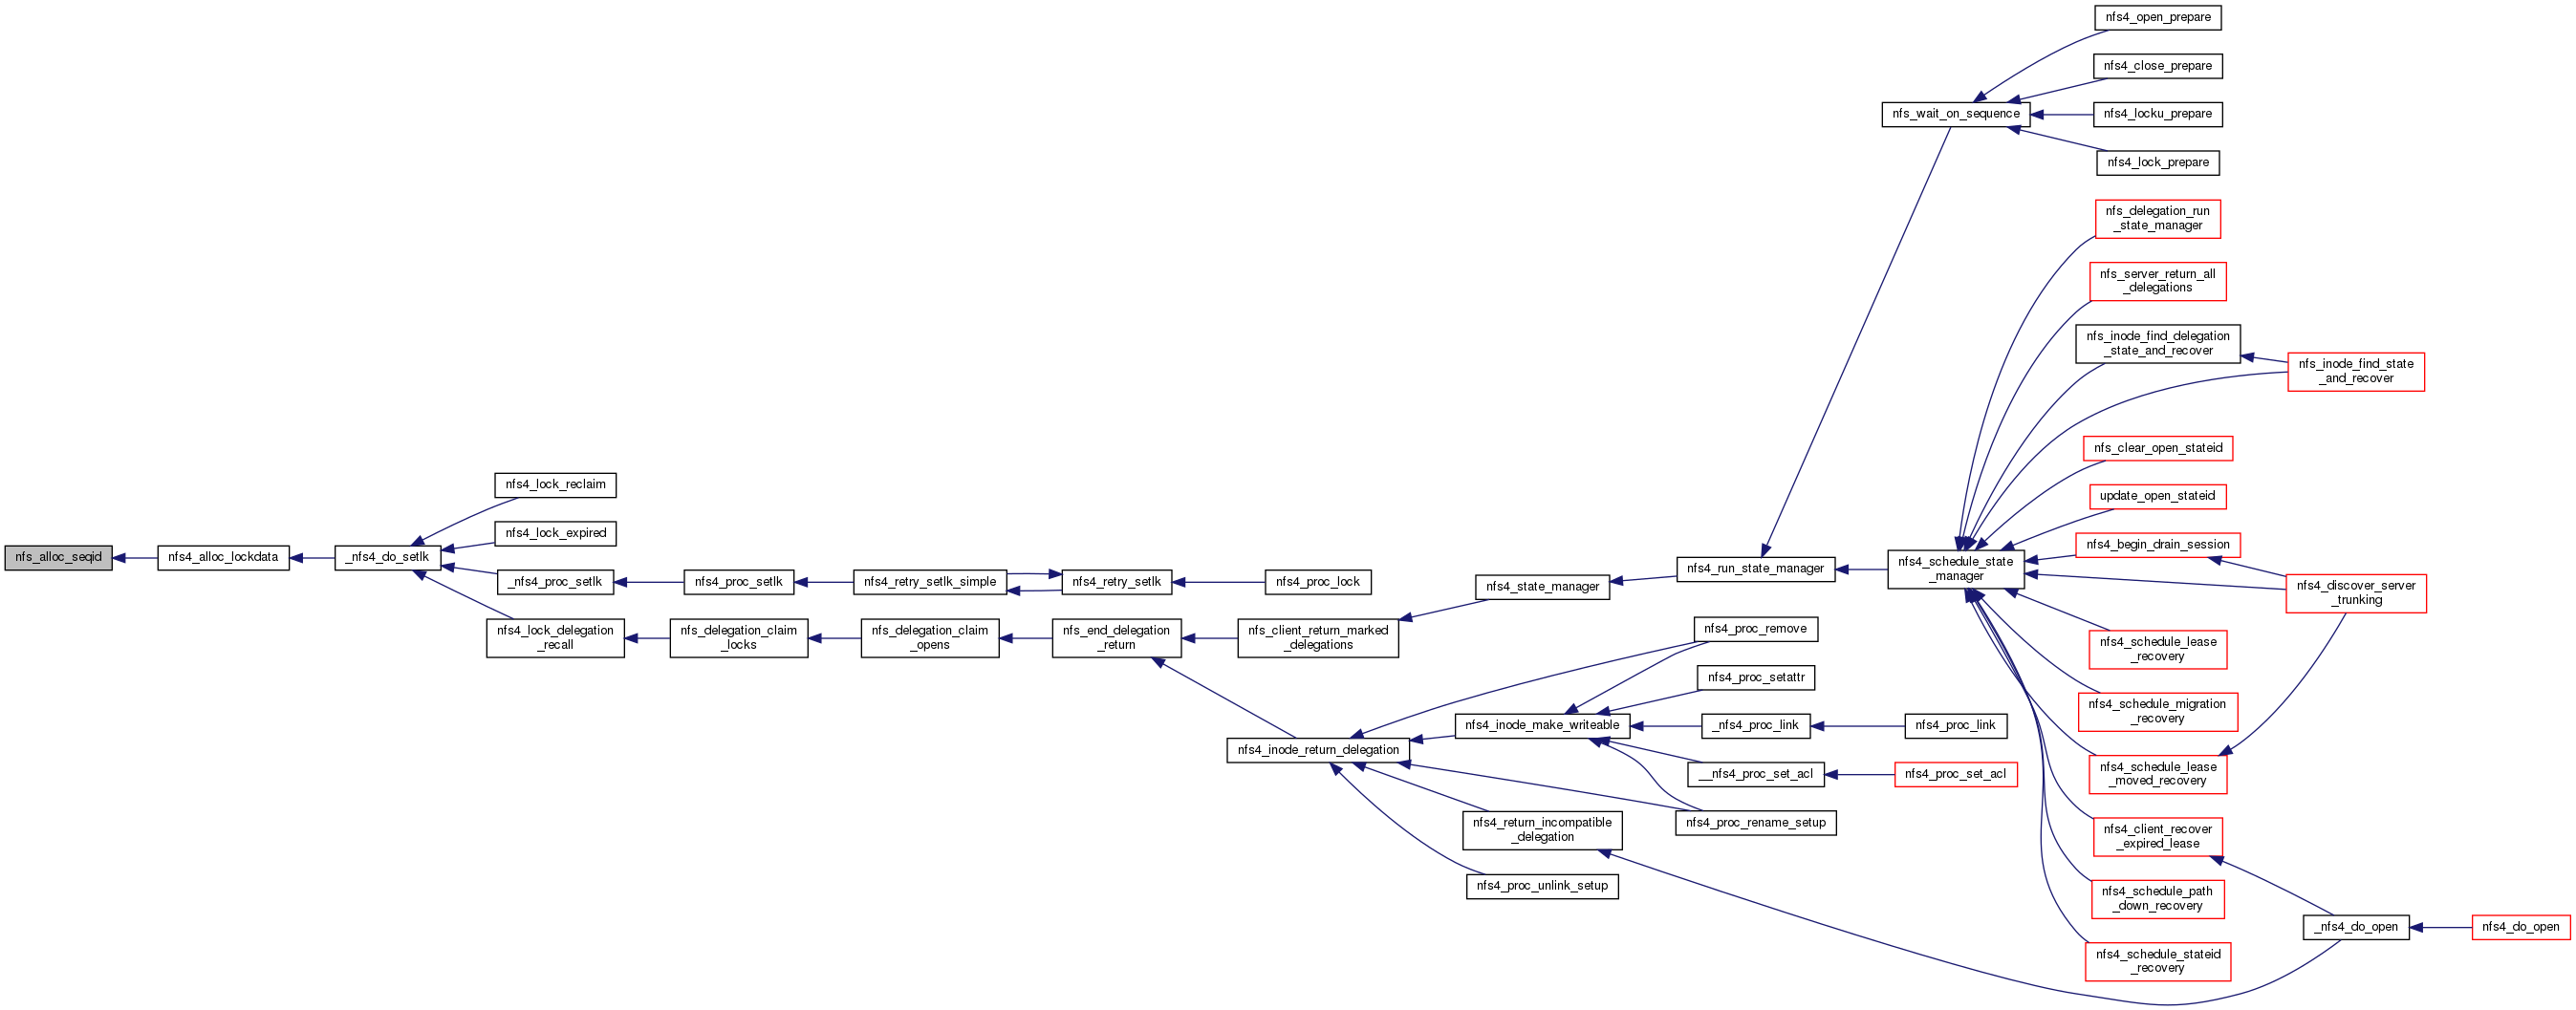 nfs4_open_prepare
nfs4_close_prepare
nfs_wait_on_sequence
nfs4_locku_prepare
nfs4_lock_prepare
nfs_delegation_run
_state_manager
nfs_server_return_all
_delegations
nfs_inode_find_delegation
_state_and_recover
nfs_inode_find_state
_and_recover
nfs_clear_open_stateid
update_open_stateid
nfs4_begin_drain_session
nfs4_lock_reclaim
nfs4_lock_expired
nfs_alloc_seqid
nfs4_alloc_lockdata
_nfs4_do_setlk
_nfs4_proc_setlk
nfs4_proc_setlk
nfs4_retry_setlk_simple
nfs4_retry_setlk
nfs4_proc_lock
nfs4_state_manager
nfs4_run_state_manager
nfs4_schedule_state
_manager
nfs4_discover_server
_trunking
nfs4_lock_delegation
_recall
nfs_delegation_claim
_locks
nfs_delegation_claim
_opens
nfs_end_delegation
_return
nfs_client_return_marked
_delegations
nfs4_proc_remove
nfs4_schedule_lease
_recovery
nfs4_proc_setattr
nfs4_schedule_migration
_recovery
nfs4_inode_make_writeable
_nfs4_proc_link
nfs4_proc_link
nfs4_inode_return_delegation
__nfs4_proc_set_acl
nfs4_proc_set_acl
nfs4_schedule_lease
_moved_recovery
nfs4_return_incompatible
_delegation
nfs4_proc_rename_setup
nfs4_client_recover
_expired_lease
nfs4_proc_unlink_setup
nfs4_schedule_path
_down_recovery
_nfs4_do_open
nfs4_do_open
nfs4_schedule_stateid
_recovery